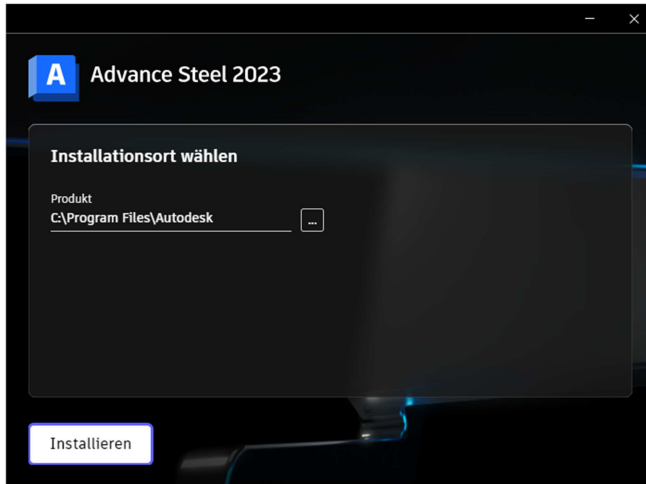 A
Advance Steel 2023
Installationsort wählen
Produkt
C:\Program Files\Autodesk
...
Installieren